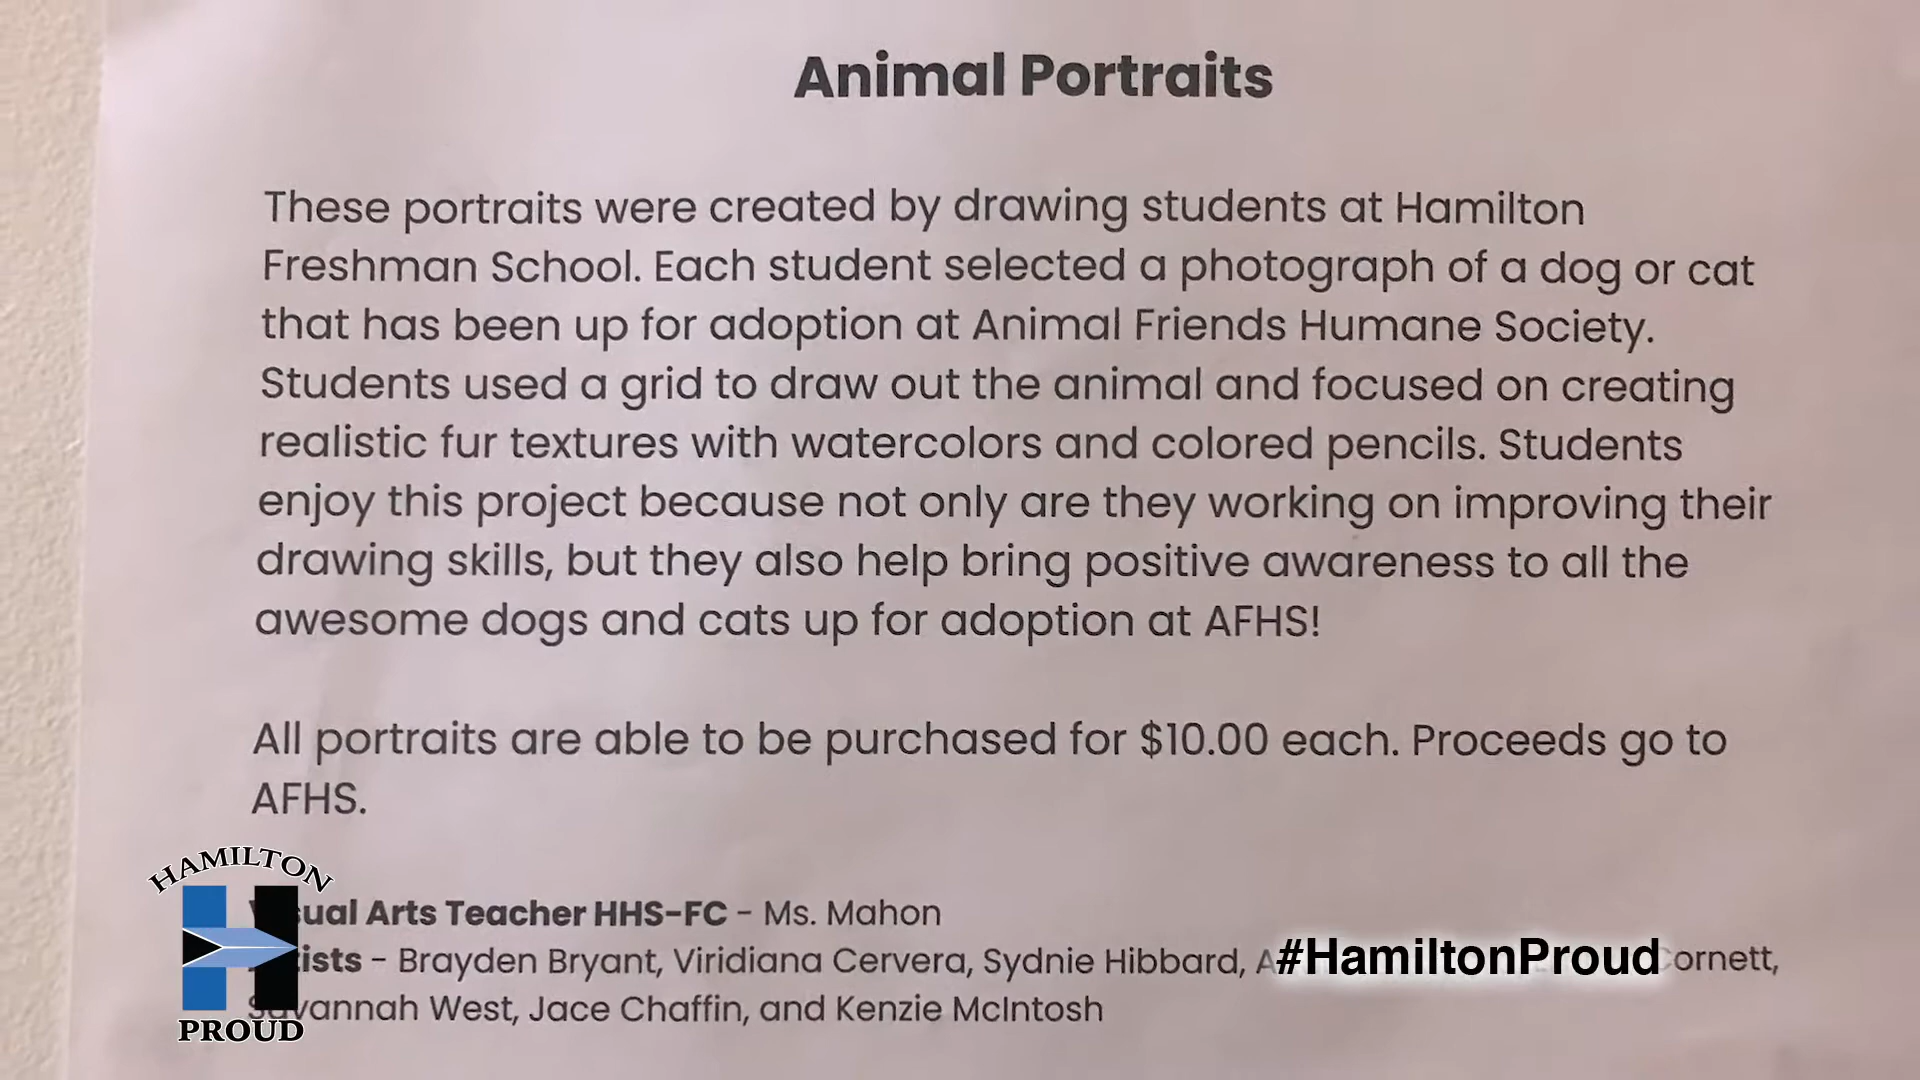 Animal Portraits
These portraits were created by drawing students at Hamilton
Freshman School. Each student selected a photograph of a dog or cat
that has been up for adoption at Animal Friends Humane Society.
Students used a grid to draw out the animal and focused on creating
realistic fur textures with watercolors and colored pencils. Students
enjoy this project because not only are they working on improving their
drawing skills, but they also help bring positive awareness to all the
awesome dogs and cats up for adoption at AFHS!
All portraits are able to be purchased for $10.00 each. Proceeds go to
AFHS.
Arts Teacher HHS-FC - Ms. Mahon
- Brayden Bryant, Viridiana Cervera, Sydnie Hibbard,
West, Jace Chaffin, and Kenzie McIntosh
HAMILTON
H
PROUD
#HamiltonProud